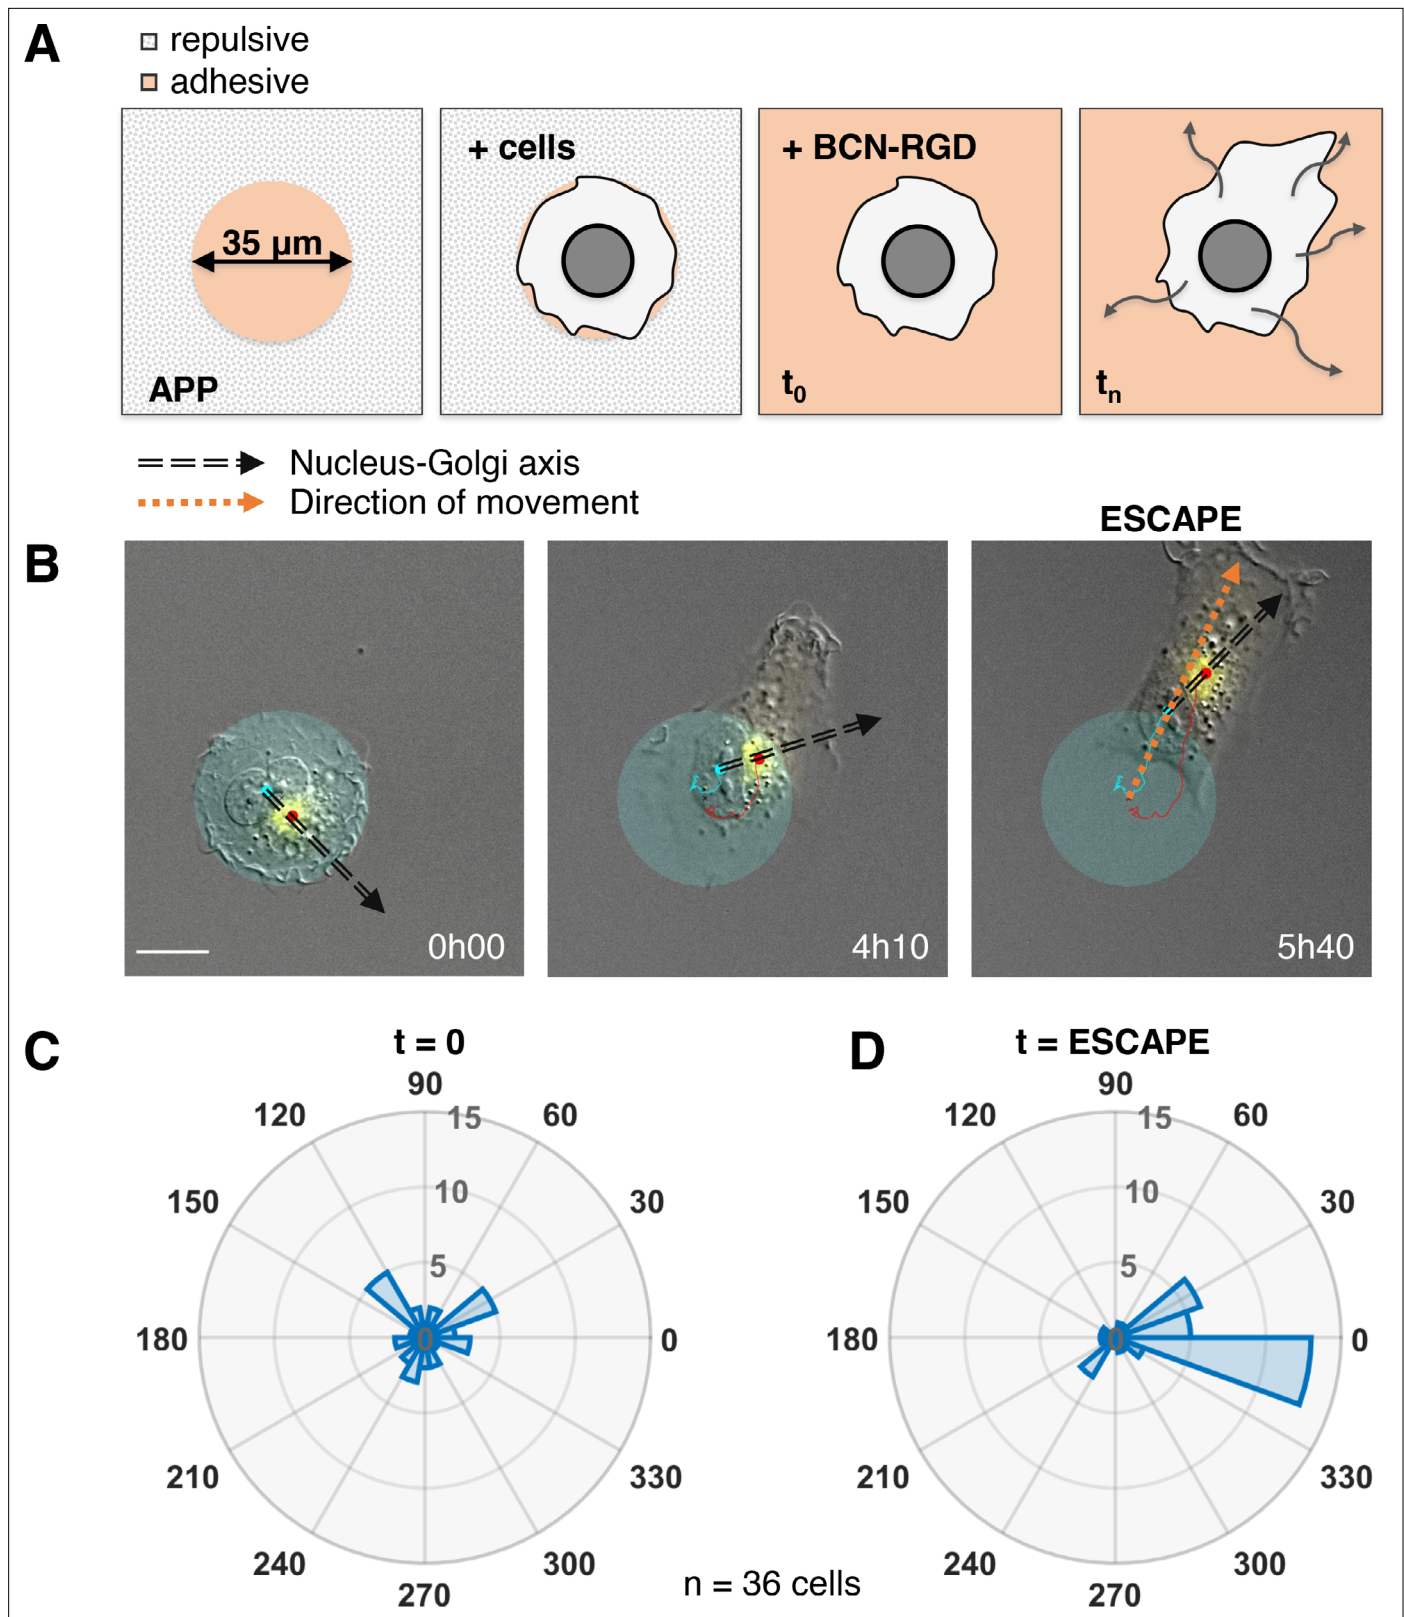 A
repulsive
adhesive
35 µm
APP
+ cells
+ BCN-RGD
t0
tn
Nucleus-Golgi axis
Direction of movement
ESCAPE
B
0h00
4h10
5h40
C
t = 0
90
120
60
15
150
10
30
5
180
0
0
210
330
240
300
270
D
t = ESCAPE
90
120
60
15
150
10
30
5
180
0
0
210
330
240
300
270
n = 36 cells